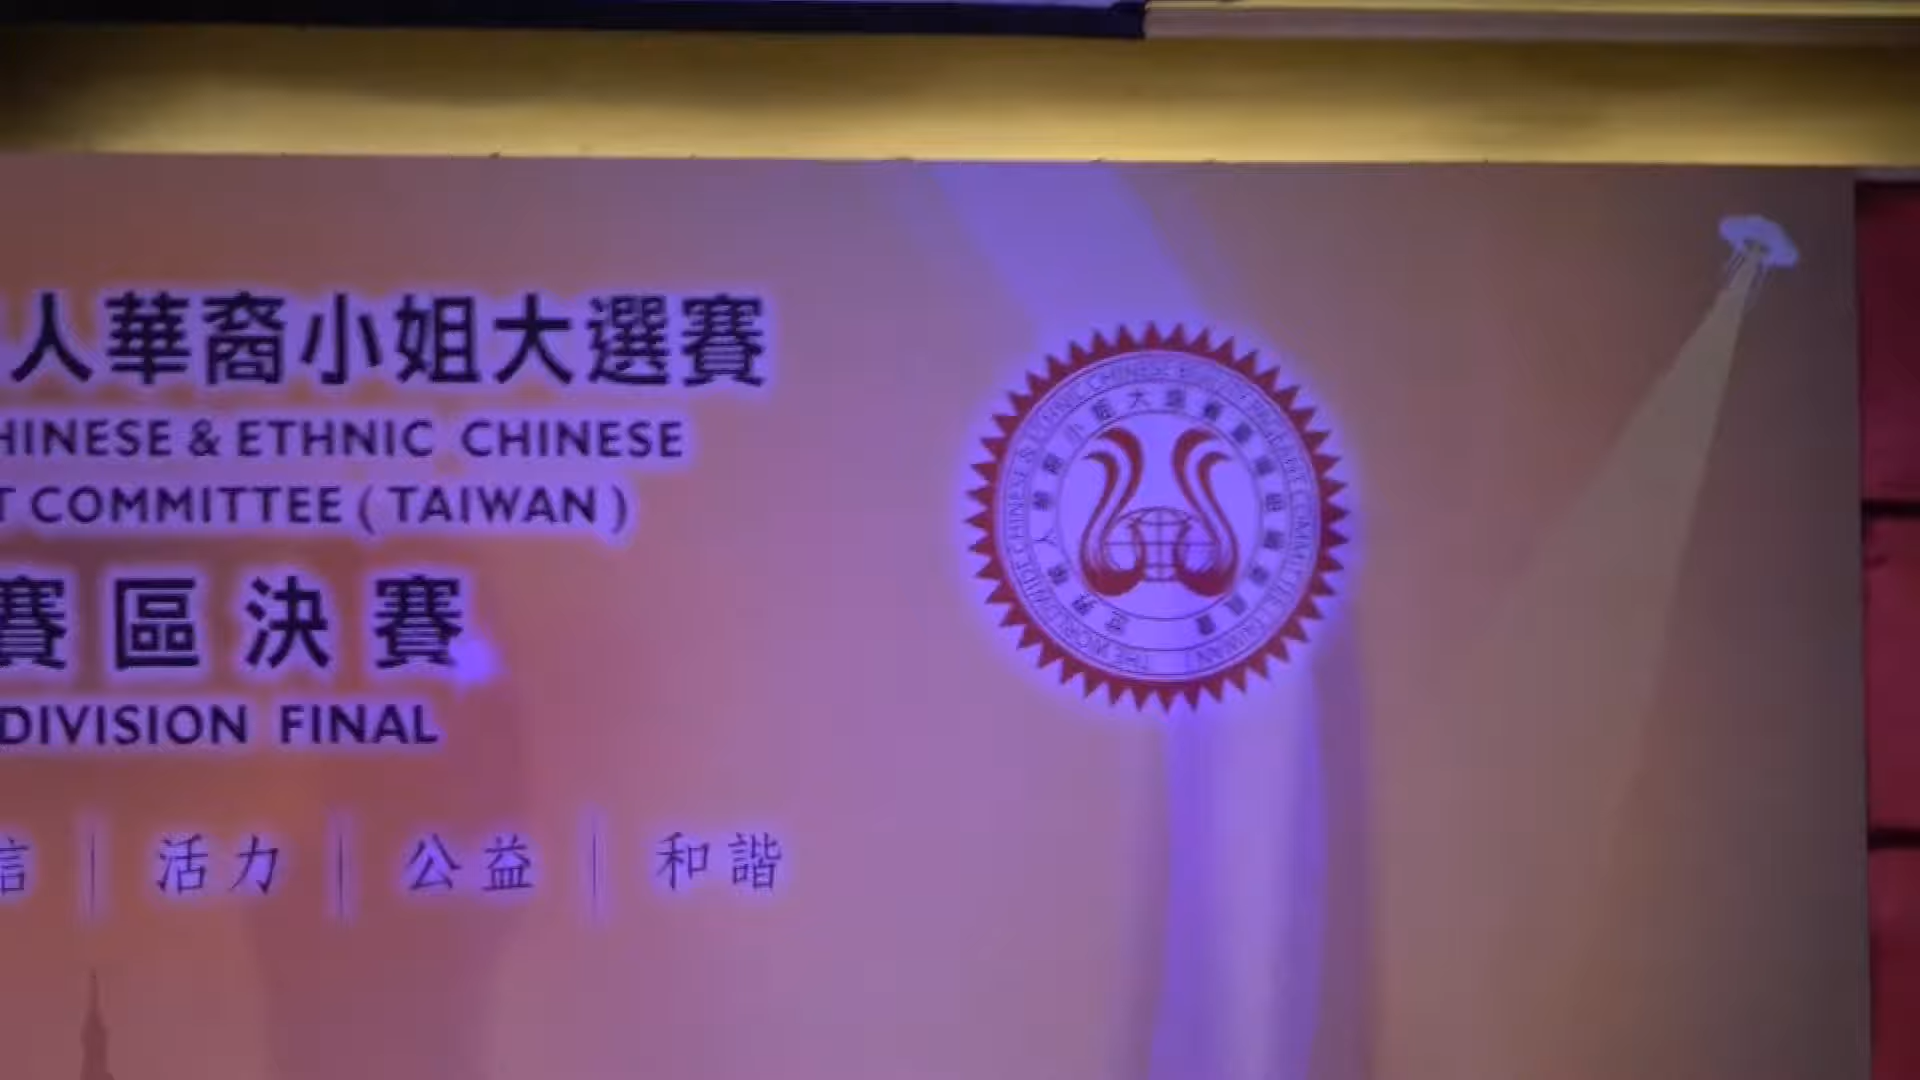 人華裔小姐大選賽
HINESE & ETHNIC CHINESE
T COMMITTEE ( TAIWAN )
賽區決賽
DIVISION FINAL
信 | 活力 | 公益 | 和諧